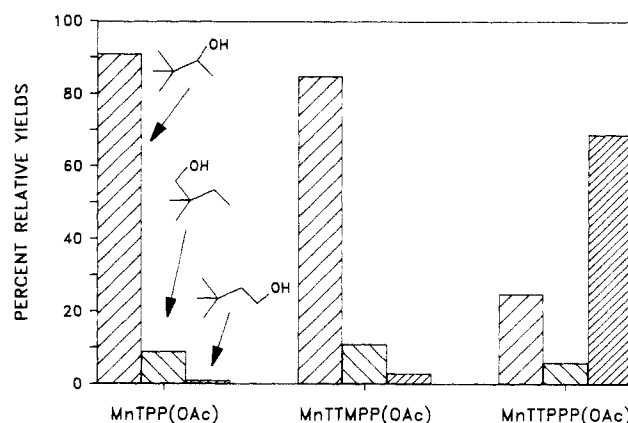 100
80
60
40
20
0
PERCENT RELATIVE YIELDS
OH
OH
OH
MnTPP(OAc) MnTTMPP(OAc) MnTTPPP(OAc)